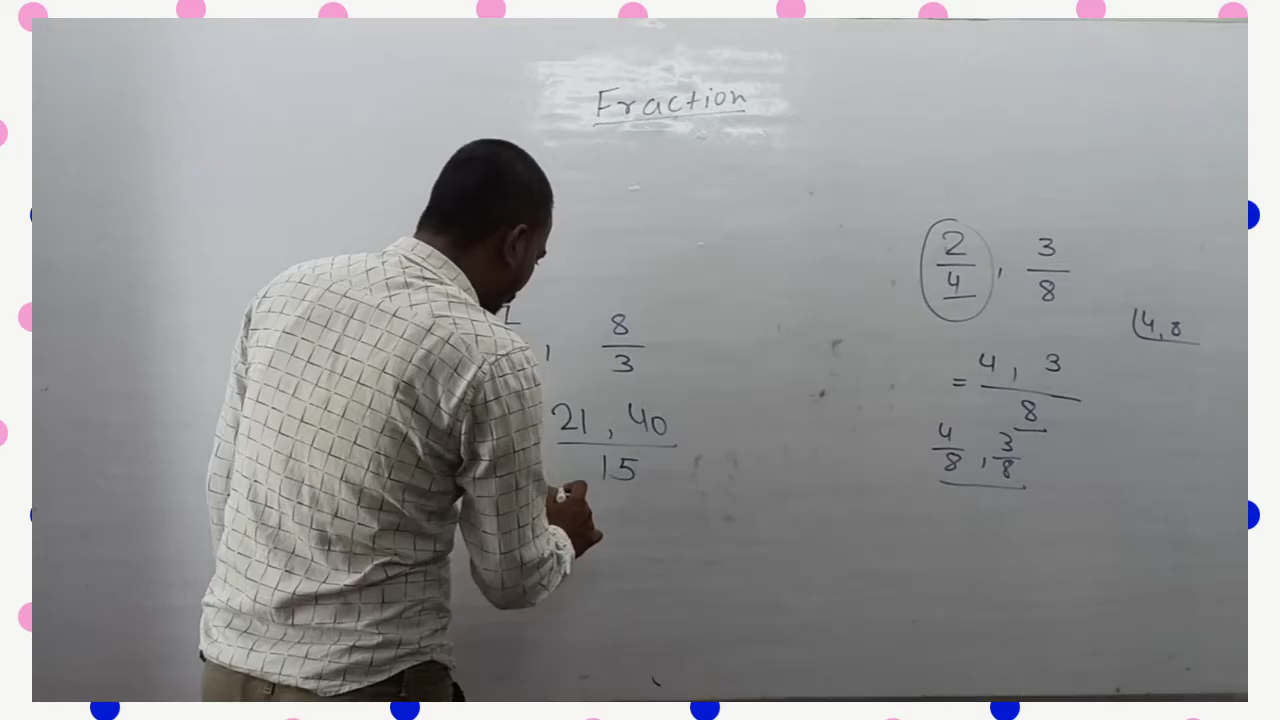 Fraction
2/4, 3/8
4, 8
, 8/3
= 4, 3 / 8
21, 40 / 15
4/8, 3/8